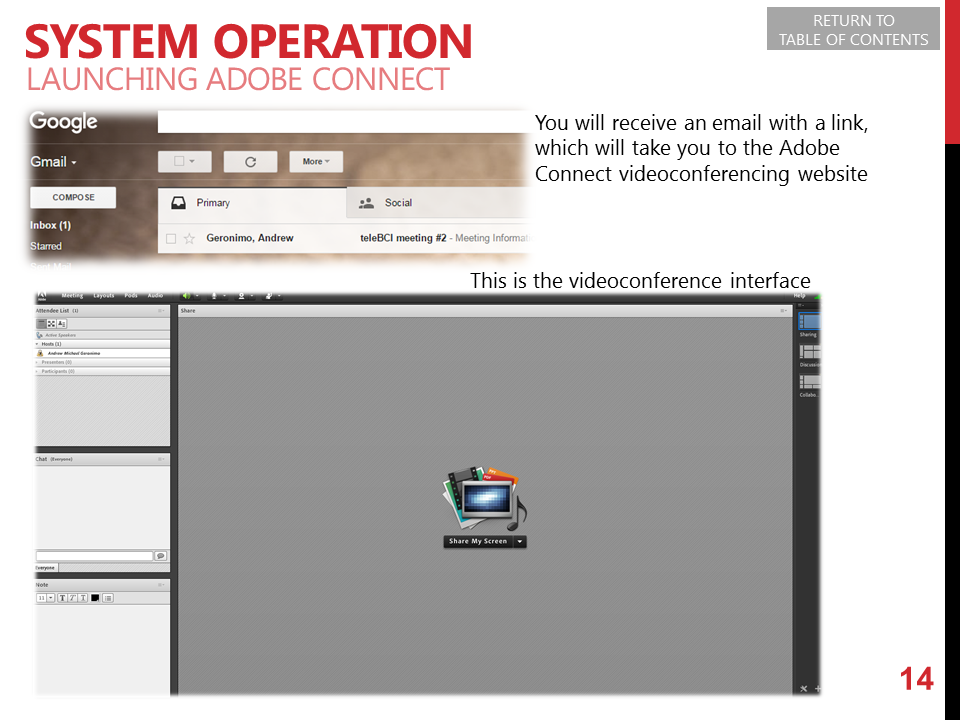 SYSTEM OPERATION
LAUNCHING ADOBE CONNECT
RETURN TO
TABLE OF CONTENTS
You will receive an email with a link,
which will take you to the Adobe
Connect videoconferencing website
Google
Gmail
More
COMPOSE
Primary
Social
Inbox (1)
Geronimo, Andrew
teleBCI meeting #2 - Meeting Informat
Starred
Sent Mail
This is the videoconference interface
Meeting Layouts Pods Audio
Help
Attendee List (1)
Share
Active Speakers
Sharing
Hosts (1)
Andrew Michael Geronimo
Presenters (0)
Discussio
Participants (0)
Collabo...
Chat (Everyone)
PDF
Share My Screen
Everyone
Note
11
14